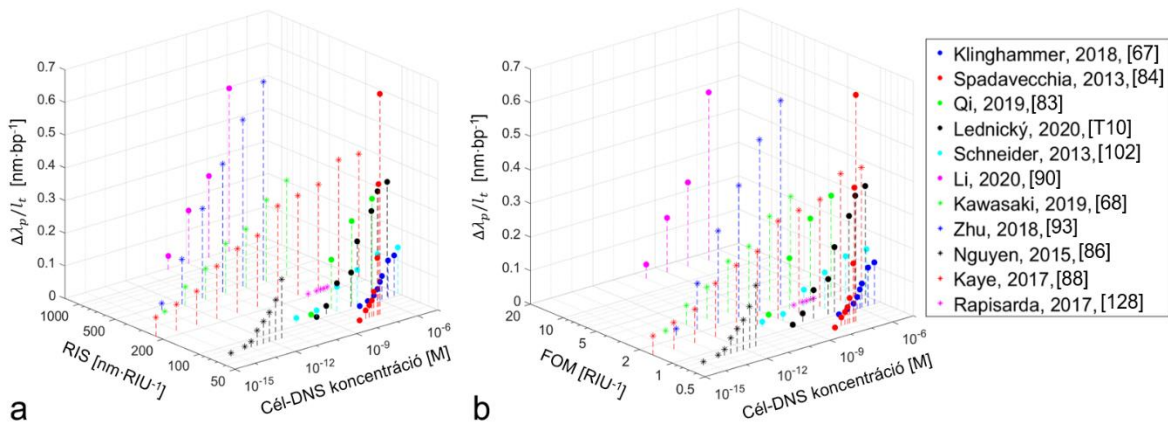 0.7
0.6
0.5
0.4
0.3
0.2
0.1
0
Δλp/lt [nm·bp⁻¹]
1000
500
200
100
50
RIS [nm·RIU⁻¹]
10⁻¹⁵
10⁻¹²
10⁻⁹
10⁻⁶
Cél-DNS koncentráció [M]
a
0.7
0.6
0.5
0.4
0.3
0.2
0.1
0
Δλp/lt [nm·bp⁻¹]
20
10
5
2
1
0.5
FOM [RIU⁻¹]
10⁻¹⁵
10⁻¹²
10⁻⁹
10⁻⁶
Cél-DNS koncentráció [M]
b
Klinghammer, 2018, [67]
Spadavecchia, 2013, [84]
Qi, 2019, [83]
Lednický, 2020, [T10]
Schneider, 2013, [102]
Li, 2020, [90]
Kawasaki, 2019, [68]
Zhu, 2018, [93]
Nguyen, 2015, [86]
Kaye, 2017, [88]
Rapisarda, 2017, [128]